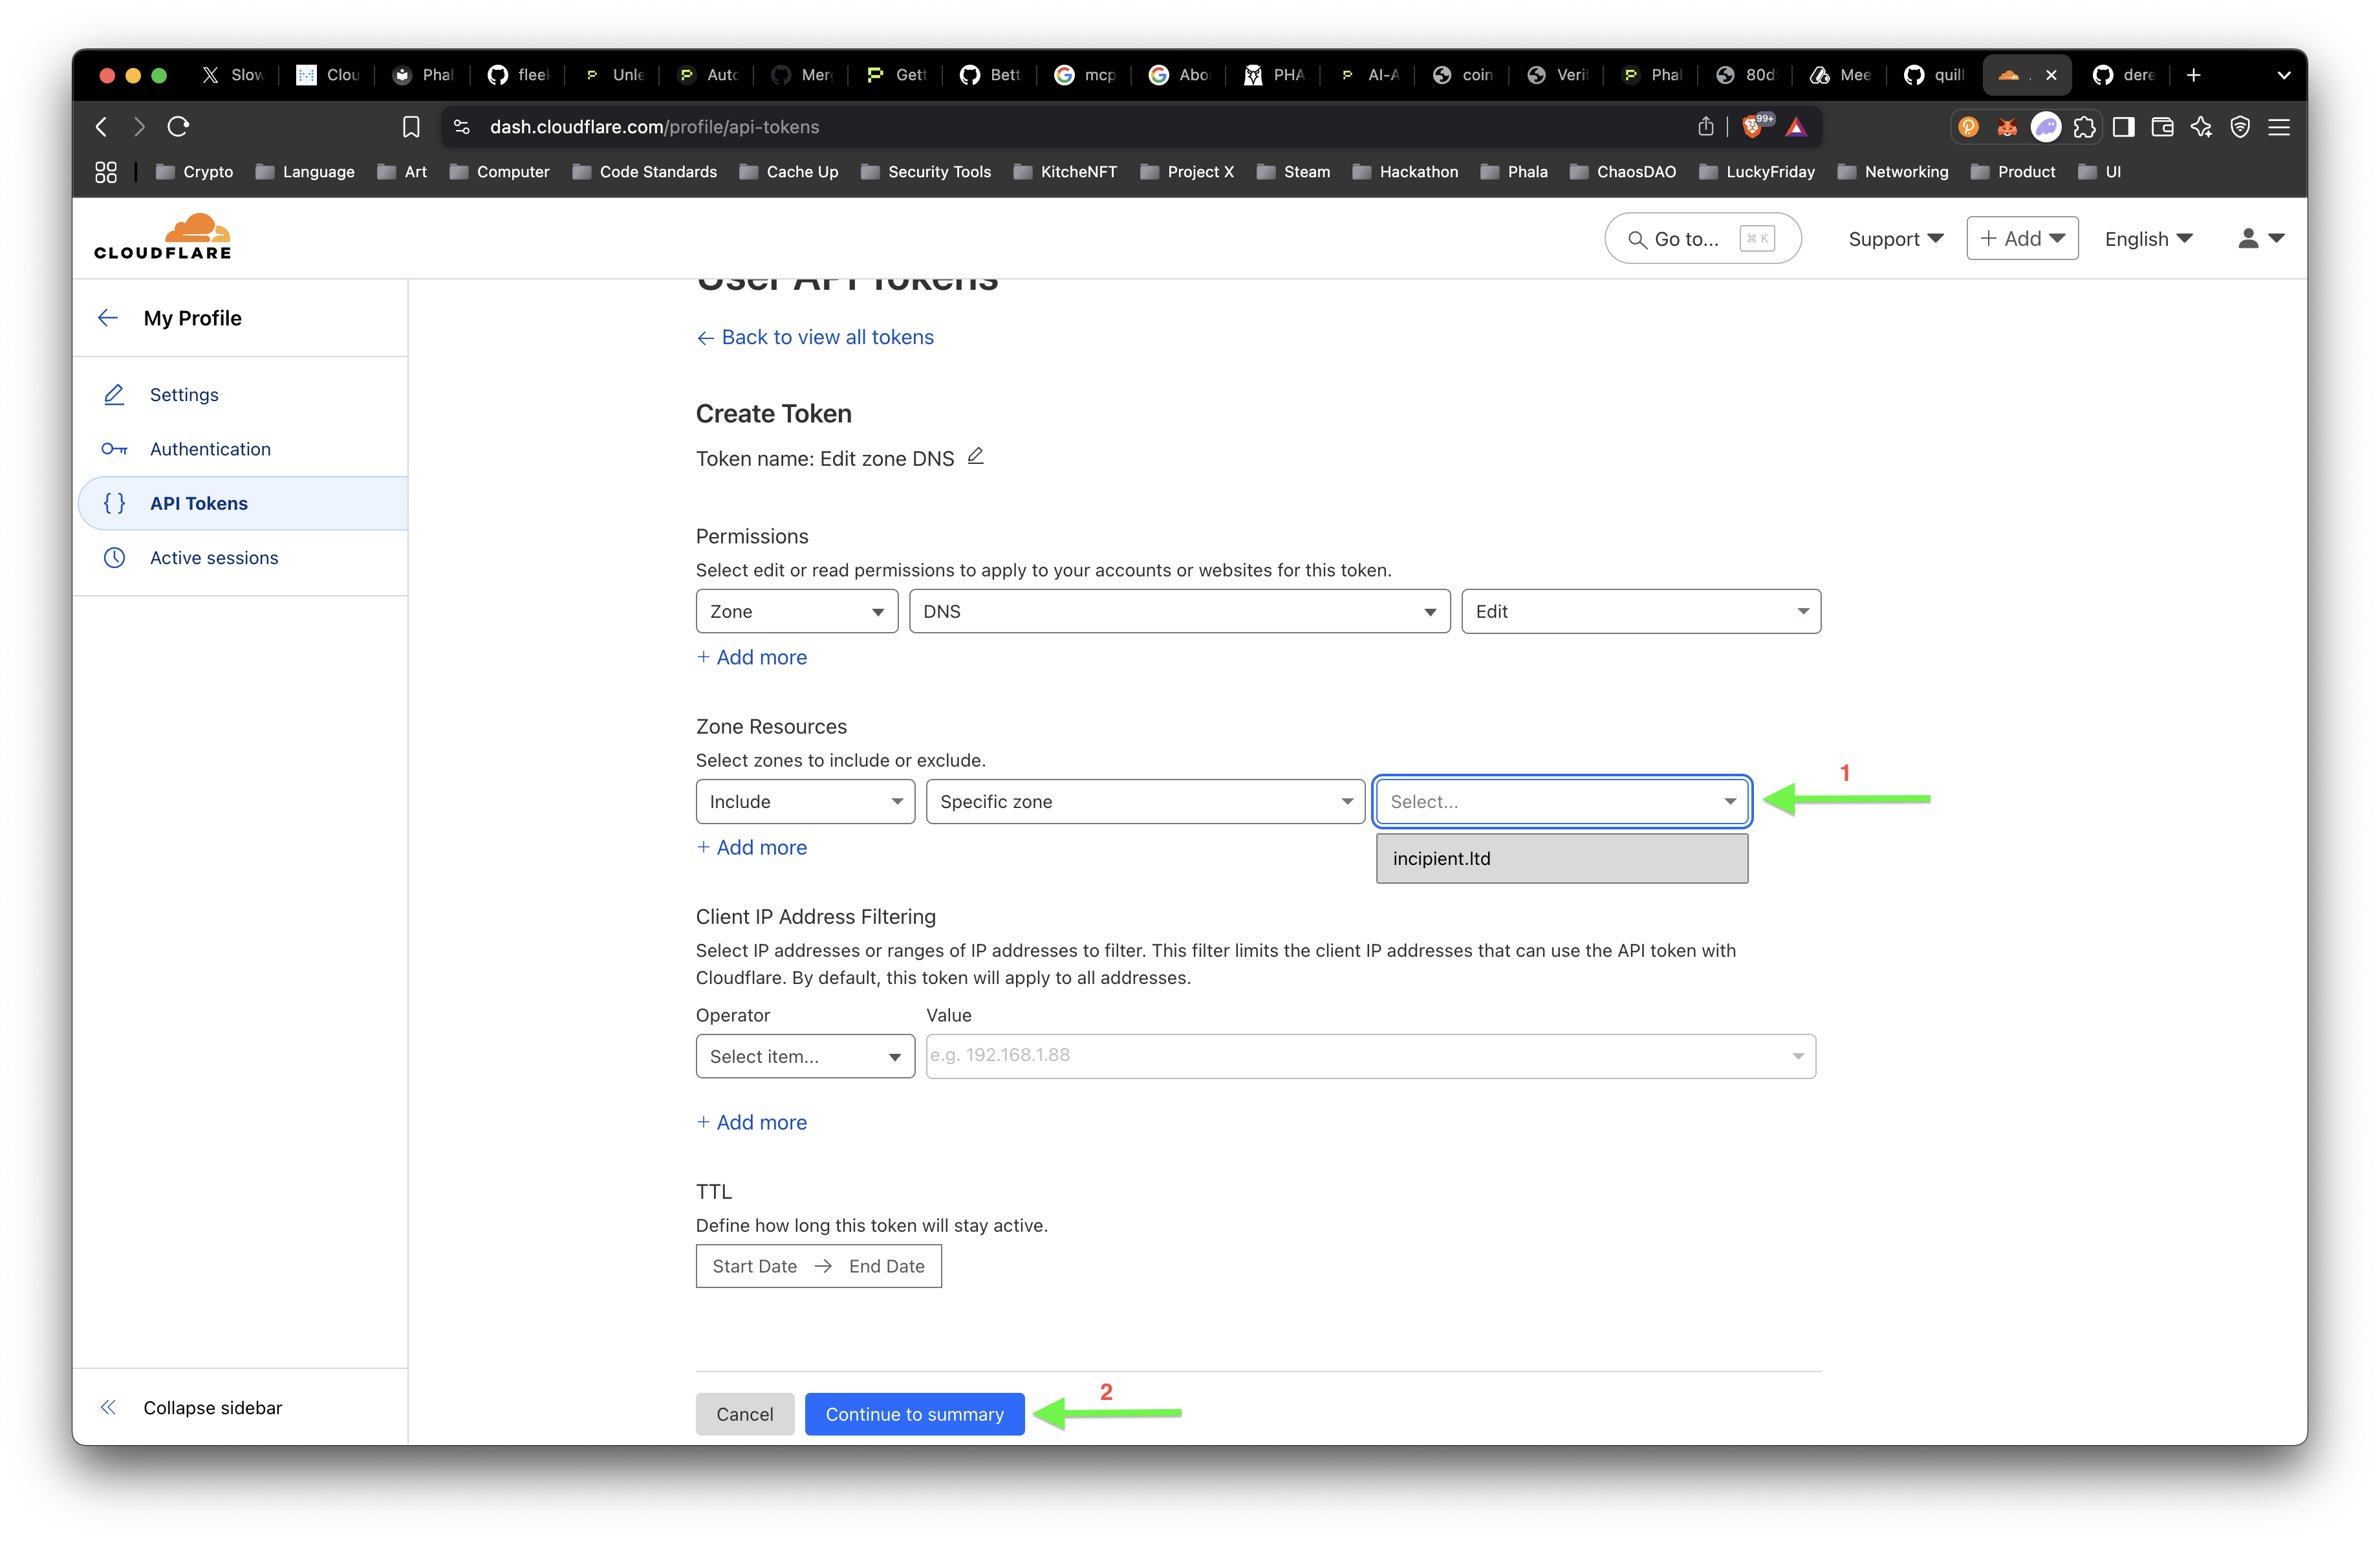 Slow Clou Phal fleek Unle Auto Merg Gett Bett mcp Abo PHA AI-A coin Verif Phal 80d Mee quill dere
dash.cloudflare.com/profile/api-tokens
99+
Crypto Language Art Computer Code Standards Cache Up Security Tools KitcheNFT Project X Steam Hackathon Phala ChaosDAO LuckyFriday Networking Product UI
CLOUDFLARE
Go to... ⌘ K
Support
+ Add
English
My Profile
Settings
Authentication
API Tokens
Active sessions
Collapse sidebar
User API Tokens
← Back to view all tokens
Create Token
Token name: Edit zone DNS
Permissions
Select edit or read permissions to apply to your accounts or websites for this token.
Zone DNS Edit
+ Add more
Zone Resources
Select zones to include or exclude.
1
Include Specific zone Select...
incipient.ltd
+ Add more
Client IP Address Filtering
Select IP addresses or ranges of IP addresses to filter. This filter limits the client IP addresses that can use the API token with
Cloudflare. By default, this token will apply to all addresses.
Operator Value
Select item... e.g. 192.168.1.88
+ Add more
TTL
Define how long this token will stay active.
Start Date → End Date
2
Cancel Continue to summary